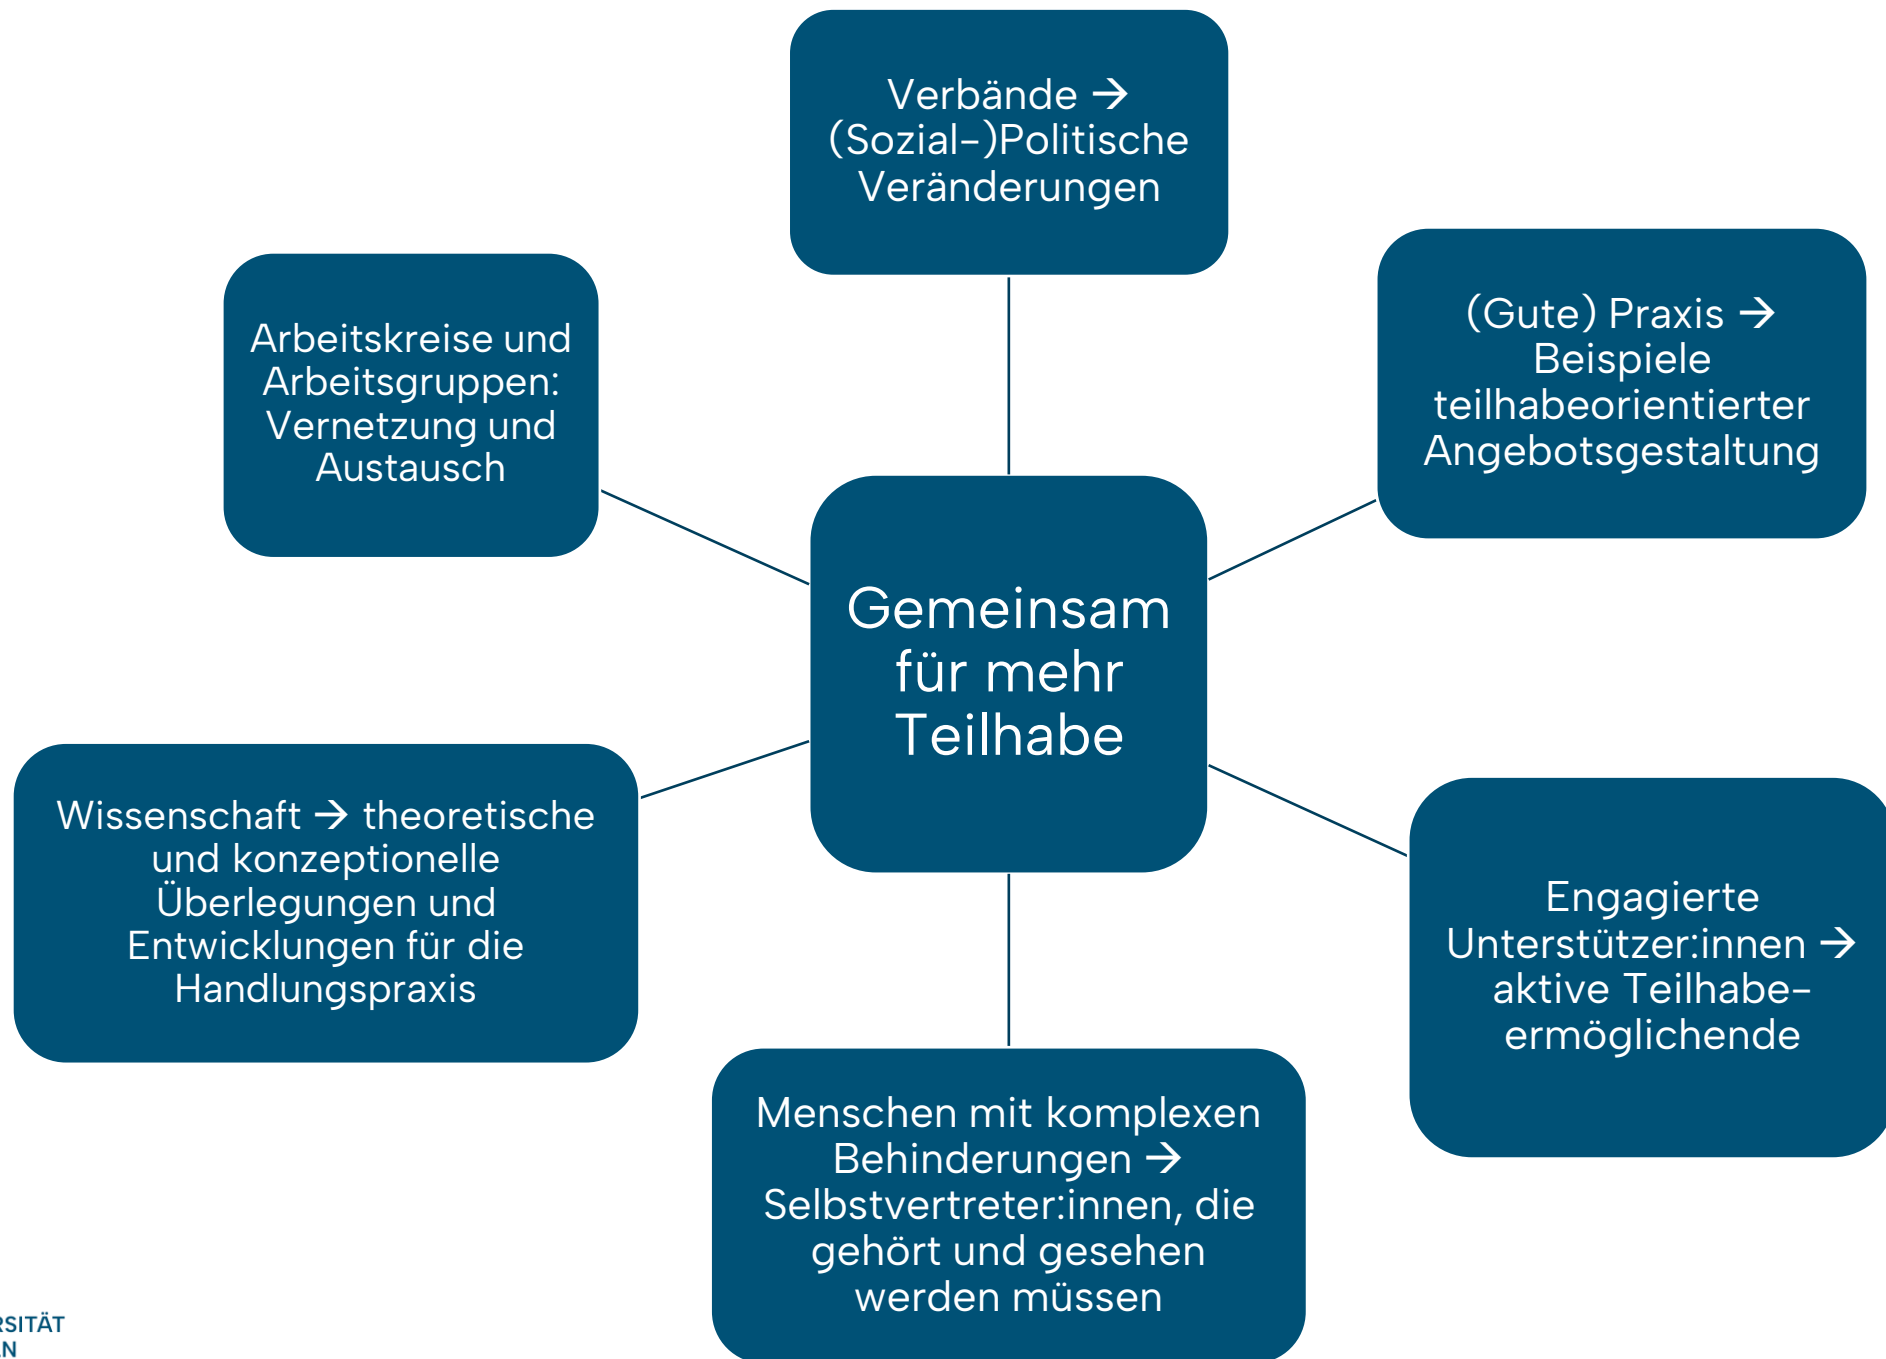 Verbände →
(Sozial-)Politische
Veränderungen
Arbeitskreise und
Arbeitsgruppen:
Vernetzung und
Austausch
(Gute) Praxis →
Beispiele
teilhabeorientierter
Angebotsgestaltung
Gemeinsam
für mehr
Teilhabe
Wissenschaft → theoretische
und konzeptionelle
Überlegungen und
Entwicklungen für die
Handlungspraxis
Engagierte
Unterstützer:innen →
aktive Teilhabe-
ermöglichende
Menschen mit komplexen
Behinderungen →
Selbstvertreter:innen, die
gehört und gesehen
werden müssen